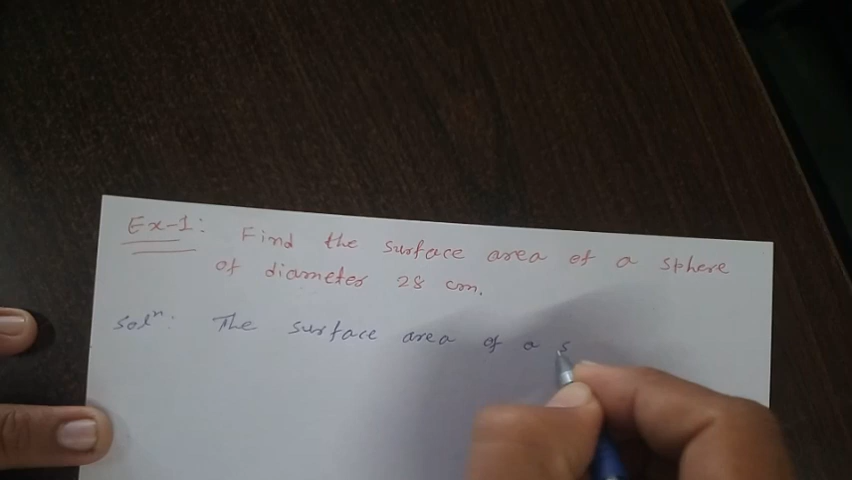 Ex-1: Find the surface area of a sphere
of diameter 28 cm.
Solⁿ: The surface area of a s